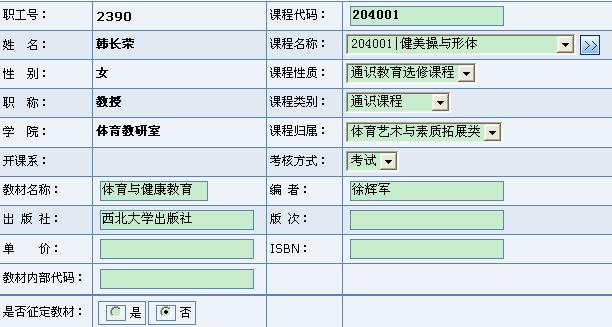 职工号： 2390 课程代码： 204001
姓 名： 韩长荣 课程名称： 204001|健美操与形体 >>
性 别： 女 课程性质： 通识教育选修课程
职 称： 教授 课程类别： 通识课程
学 院： 体育教研室 课程归属： 体育艺术与素质拓展类
开课系： 考核方式： 考试
教材名称： 体育与健康教育 编 者： 徐辉军
出 版 社： 西北大学出版社 版 次：
单 价： ISBN：
教材内部代码：
是否征定教材： 是 否